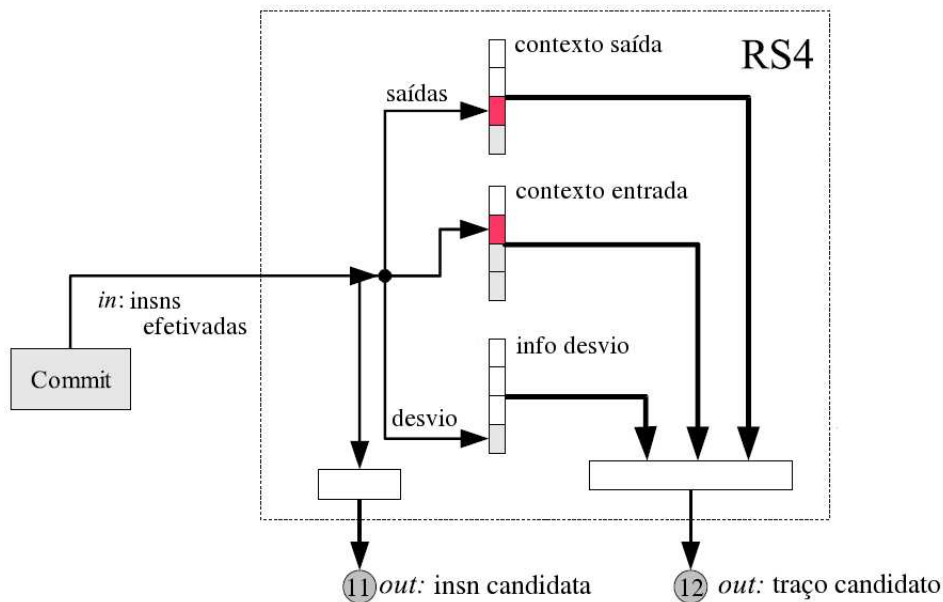 contexto saída
RS4
saídas
contexto entrada
in: insns
efetivadas
Commit
info desvio
desvio
11 out: insn candidata
12 out: traço candidato